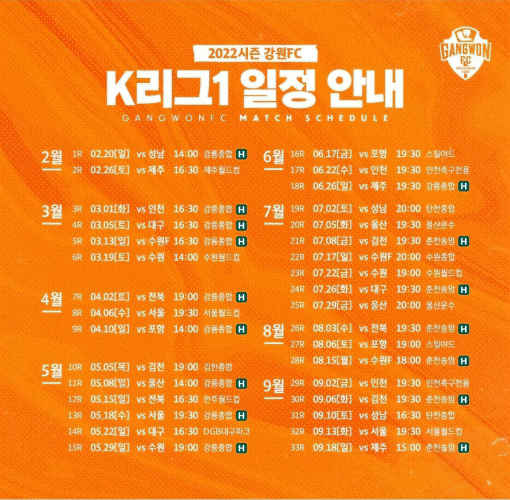 2022시즌 강원FC
K리그1 일정 안내
GANGWONFC MATCH SCHEDULE
GANGWON
FC
2월
1R 02.20[일] vs 성남 14:00 강릉종합 H
2R 02.26[토] vs 제주 16:30 제주월드컵
3월
3R 03.01[화] vs 인천 16:30 강릉종합 H
4R 03.05[토] vs 대구 16:30 강릉종합 H
5R 03.13[일] vs 수원F 16:30 강릉종합 H
6R 03.19[토] vs 수원 14:00 수원월드컵
4월
7R 04.02[토] vs 전북 19:00 강릉종합 H
8R 04.06[수] vs 서울 19:30 서울월드컵
9R 04.10[일] vs 포항 14:00 강릉종합 H
5월
10R 05.05[목] vs 김천 19:00 김천종합
11R 05.08[일] vs 울산 14:00 강릉종합 H
12R 05.15[일] vs 전북 16:30 전주월드컵
13R 05.18[수] vs 서울 19:30 강릉종합 H
14R 05.22[일] vs 대구 16:30 DGB대구파크
15R 05.29[일] vs 수원 19:00 강릉종합 H
6월
16R 06.17[금] vs 포항 19:30 스틸야드
17R 06.22[수] vs 인천 19:30 인천축구전용
18R 06.26[일] vs 제주 19:30 강릉종합 H
7월
19R 07.02[토] vs 성남 20:00 탄천종합
20R 07.05[화] vs 울산 19:30 울산문수
21R 07.08[금] vs 김천 19:30 춘천송암 H
22R 07.17[일] vs 수원F 20:00 수원종합
23R 07.22[금] vs 수원 19:00 수원월드컵
24R 07.26[화] vs 대구 19:30 춘천송암 H
25R 07.29[금] vs 울산 20:00 울산문수
8월
26R 08.03[수] vs 전북 19:30 춘천송암 H
27R 08.06[토] vs 포항 19:00 스틸야드
28R 08.15[월] vs 수원F 18:00 춘천송암 H
9월
29R 09.02[금] vs 인천 19:30 인천축구전용
30R 09.06[화] vs 김천 19:30 춘천송암 H
31R 09.10[토] vs 성남 16:30 탄천종합
32R 09.13[화] vs 서울 19:30 서울월드컵
33R 09.18[일] vs 제주 15:00 춘천송암 H